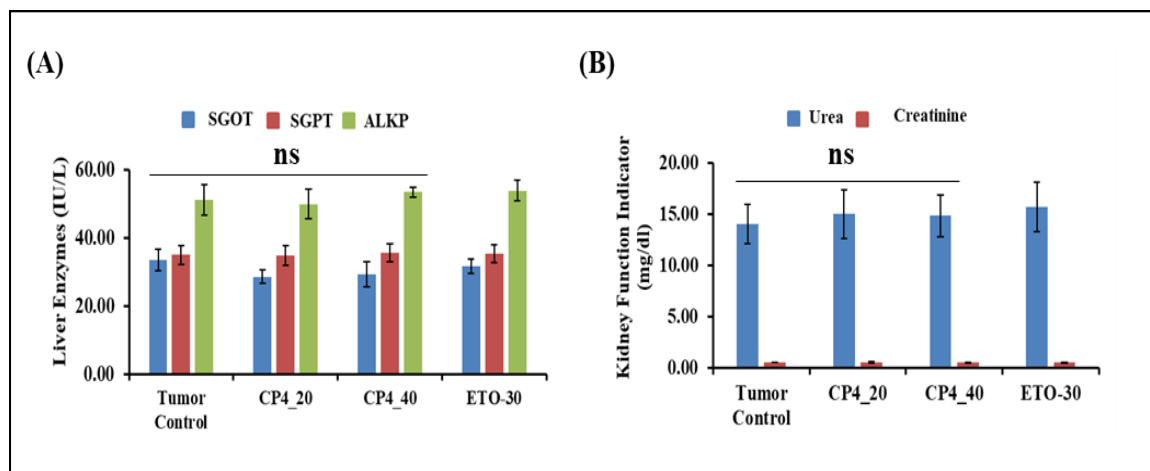 (A)
SGOT SGPT ALKP
ns
Liver Enzymes (IU/L)
60.00
40.00
20.00
0.00
Tumor Control
CP4_20
CP4_40
ETO-30
(B)
Urea Creatinine
ns
Kidney Function Indicator
(mg/dl)
20.00
15.00
10.00
5.00
0.00
Tumor Control
CP4_20
CP4_40
ETO-30